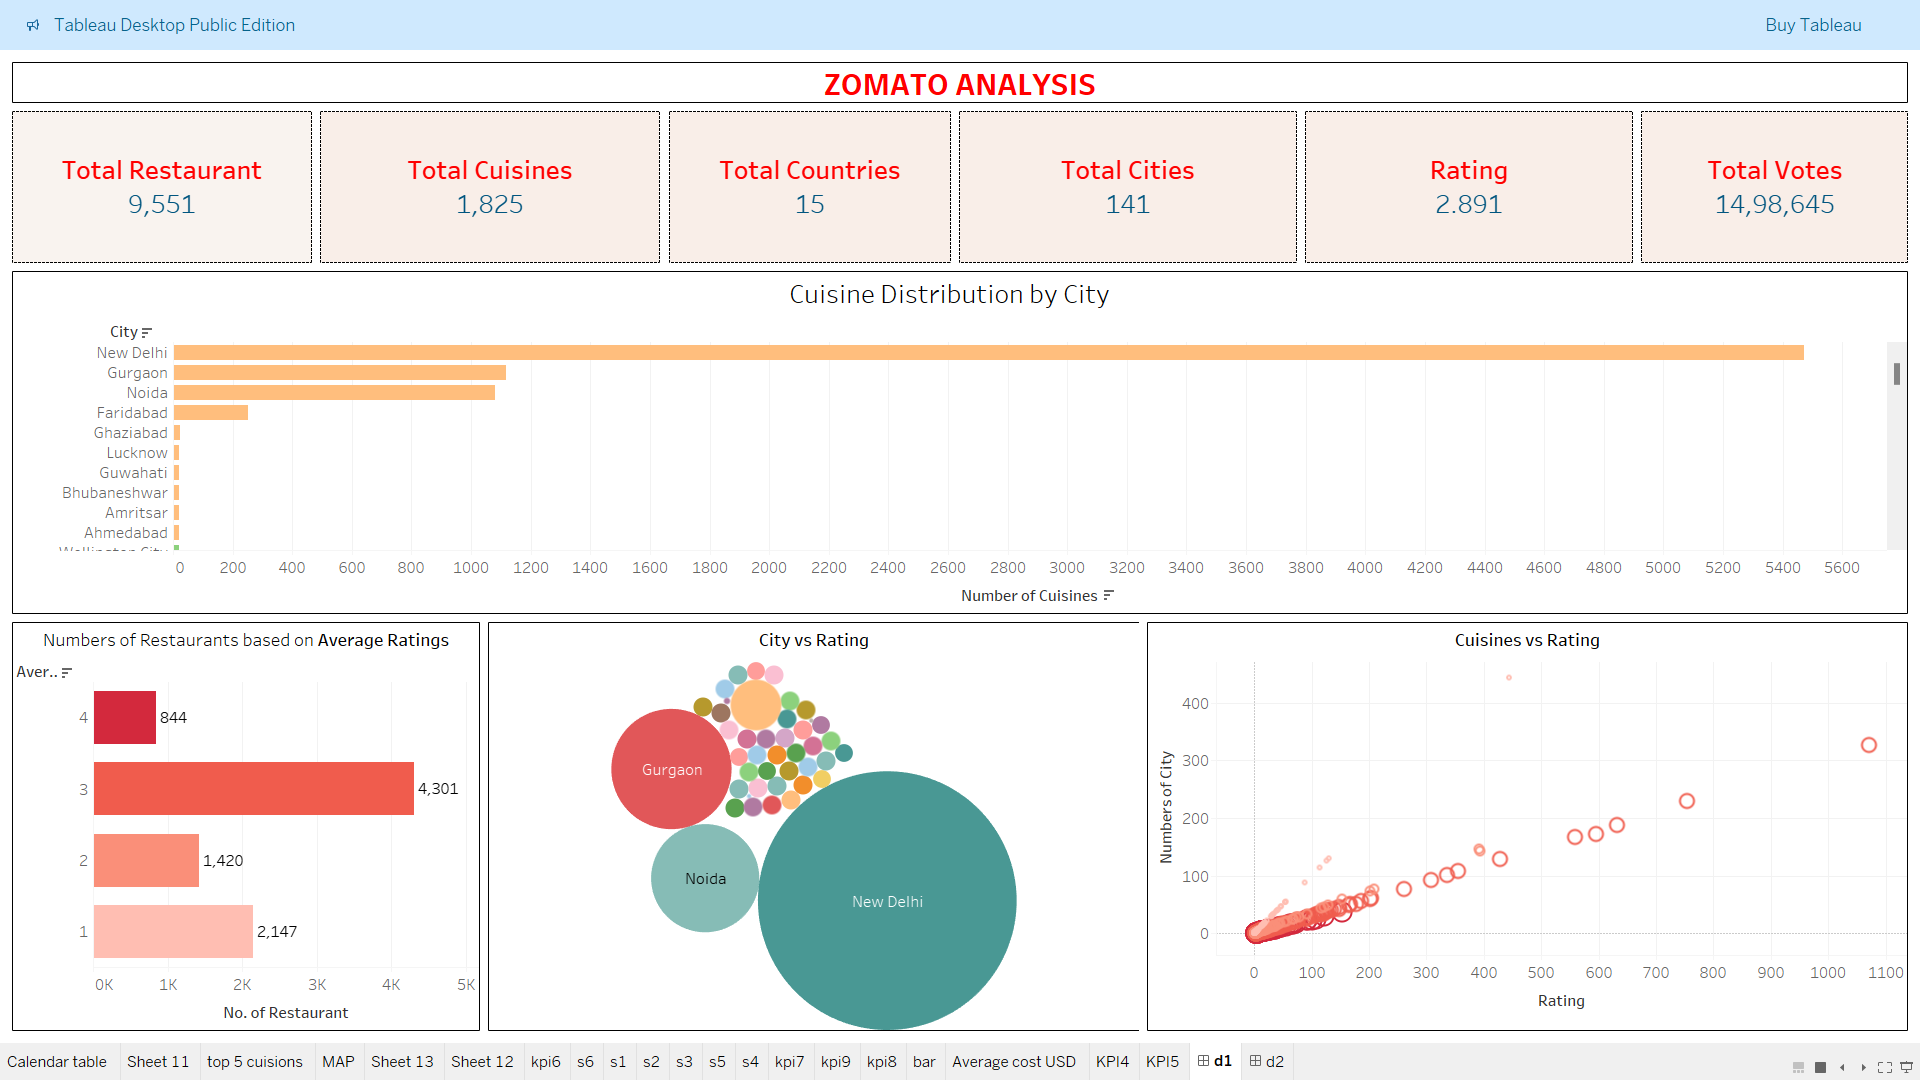 Tableau Desktop Public Edition
Buy Tableau
ZOMATO ANALYSIS
Total Restaurant
9,551
Total Cuisines
1,825
Total Countries
15
Total Cities
141
Rating
2.891
Total Votes
14,98,645
Cuisine Distribution by City
City
New Delhi
Gurgaon
Noida
Faridabad
Ghaziabad
Lucknow
Guwahati
Bhubaneshwar
Amritsar
Ahmedabad
Wellington City
0 200 400 600 800 1000 1200 1400 1600 1800 2000 2200 2400 2600 2800 3000 3200 3400 3600 3800 4000 4200 4400 4600 4800 5000 5200 5400 5600
Number of Cuisines
Numbers of Restaurants based on Average Ratings
Aver..
4 844
3 4,301
2 1,420
1 2,147
0K 1K 2K 3K 4K 5K
No. of Restaurant
City vs Rating
Gurgaon
Noida
New Delhi
Cuisines vs Rating
Numbers of City
400
300
200
100
0
0 100 200 300 400 500 600 700 800 900 1000 1100
Rating
Calendar table Sheet 11 top 5 cuisions MAP Sheet 13 Sheet 12 kpi6 s6 s1 s2 s3 s5 s4 kpi7 kpi9 kpi8 bar Average cost USD KPI4 KPI5 d1 d2